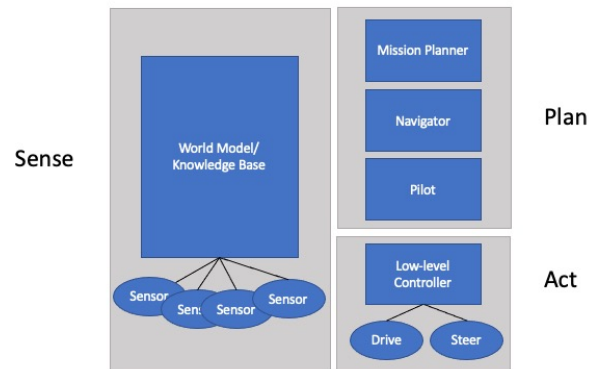 Sense
World Model/
Knowledge Base
Sensor
Sensor
Sensor
Mission Planner
Navigator
Pilot
Plan
Low-level
Controller
Drive
Steer
Act